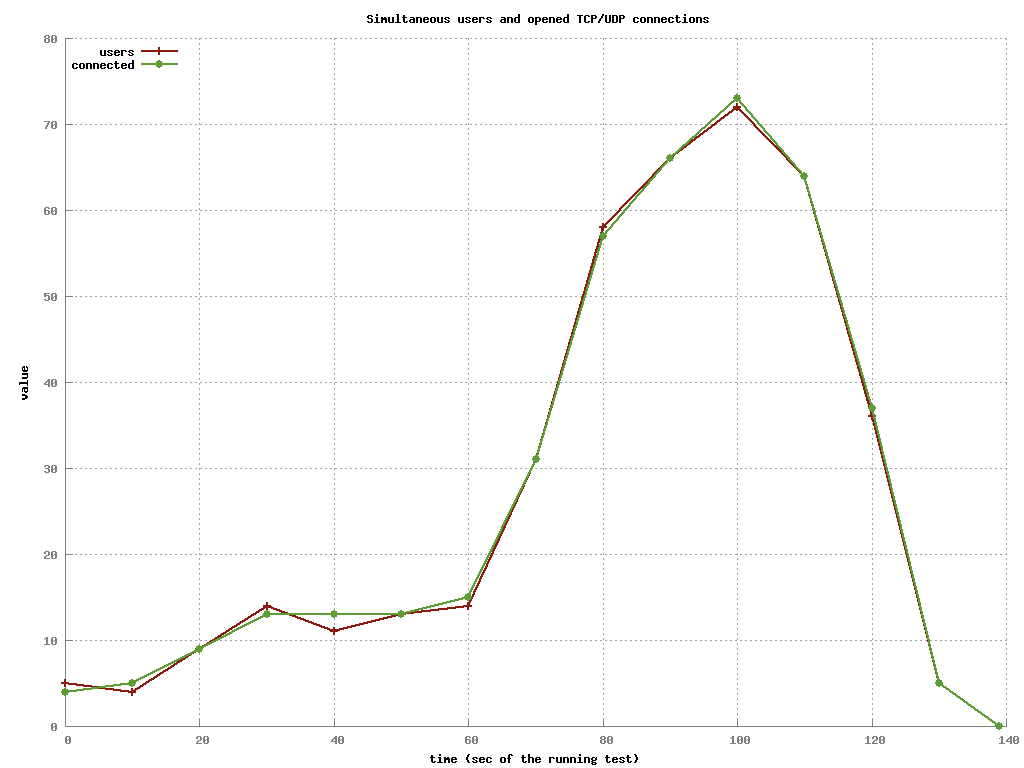 Simultaneous users and opened TCP/UDP connections
80
users
connected
70
60
50
40
value
30
20
10
0
0 20 40 60 80 100 120 140
time (sec of the running test)